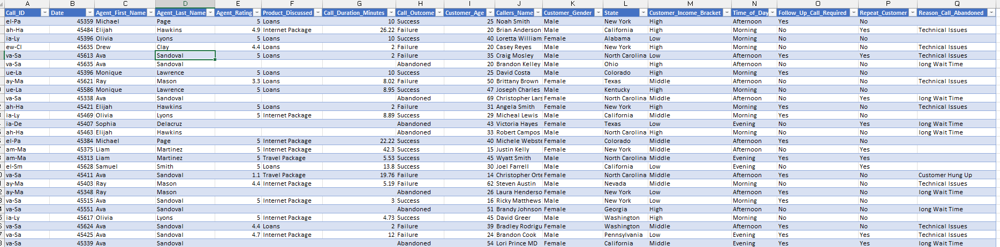 A B C D E F G H I J K L M N O P Q
Call_ID Date Agent_First_Name Agent_Last_Name Agent_Rating Product_Discussed Call_Duration_Minutes Call_Outcome Customer_Age Callers_Name Customer_Gender State Customer_Income_Bracket Time_of_Day Follow_Up_Call_Required Repeat_Customer Reason_Call_Abandoned
el-Pa 45359 Michael Page 5 Loans 10 Success 25 Noah Smith Male New York High Afternoon Yes No
ah-Ha 45484 Elijah Hawkins 4.9 Internet Package 26.22 Failure 20 Brian Anderson Male California High Morning No Yes Technical Issues
ia-Ly 45396 Olivia Lyons 5 Loans 10 Success 40 Loretta William Female Alabama Low Morning No No
ew-Cl 45635 Drew Clay 4.4 Loans 2 Failure 20 Casey Reyes Male New York High Morning No No Technical Issues
va-Sa 45613 Ava Sandoval 5 Loans 2 Failure 35 Craig Mosley Male North Carolina Low Afternoon Yes Yes Technical Issues
va-Sa 45635 Ava Sandoval Abandoned 20 Brandon Kelley Male Ohio High Afternoon No No long Wait Time
ue-La 45396 Monique Lawrence 5 Loans 10 Success 25 David Costa Male Colorado High Morning Yes No
ay-Ma 45621 Ray Mason 3.3 Loans 8.02 Failure 50 Brittany Brown Female Texas Middle Afternoon No No Technical Issues
ue-La 45586 Monique Lawrence 5 Loans 8.95 Success 47 Joseph Charles Male Kentucky High Morning No No
va-Sa 45338 Ava Sandoval Abandoned 69 Christopher Lars Female North Carolina Middle Afternoon No Yes long Wait Time
ah-Ha 45421 Elijah Hawkins 5 Loans 2 Failure 31 Angela Smith Female New York High Morning No No Technical Issues
ia-Ly 45469 Olivia Lyons 5 Internet Package 8.89 Success 29 Micheal Lewis Male California Middle Morning Yes No
ia-De 45407 Sophia Delacruz Abandoned 43 Victoria Hayes Female Texas Low Evening No Yes long Wait Time
ah-Ha 45463 Elijah Hawkins Abandoned 33 Robert Campos Male North Carolina High Morning No No long Wait Time
el-Pa 45384 Michael Page 5 Internet Package 22.22 Success 40 Michele Webste Female Colorado Middle Afternoon Yes No
am-Ma 45375 Liam Martinez 5 Internet Package 42.3 Success 15 Justin Kelly Female New York Middle Morning No Yes
am-Ma 45313 Liam Martinez 5 Travel Package 5.53 Success 45 Wyatt Smith Male North Carolina Middle Evening Yes Yes
el-Sm 45628 Samuel Smith 5 Loans 13.8 Success 30 Joel Farrell Male California Low Evening No Yes
va-Sa 45411 Ava Sandoval 1.1 Travel Package 19.76 Failure 14 Christopher Orte Female North Carolina Middle Afternoon Yes No Customer Hung Up
ay-Ma 45403 Ray Mason 4.4 Internet Package 5.19 Failure 62 Steven Austin Male Nevada Middle Morning No No Technical Issues
ay-Ma 45348 Ray Mason Abandoned 26 Laura Henderso Female New York Low Afternoon Yes No long Wait Time
va-Sa 45515 Ava Sandoval 5 Internet Package 3 Success 16 Ricky Matthews Male New York Low Morning Yes No
va-Sa 45551 Ava Sandoval Abandoned 51 Brandy Johnson Female Georgia High Afternoon No No long Wait Time
ia-Ly 45617 Olivia Lyons 5 Internet Package 4.73 Success 45 David Greer Male Washington High Morning No No
va-Sa 45624 Ava Sandoval 4.4 Loans 2 Failure 39 Bradley Rodrigu Female Washington Middle Afternoon Yes No Technical Issues
va-Sa 45425 Ava Sandoval 4.7 Internet Package 12 Failure 24 Brandon Cook Male Pennsylvania Low Evening Yes Yes Technical Issues
va-Sa 45339 Ava Sandoval Abandoned 54 Lori Prince MD Female California Middle Evening Yes No long Wait Time